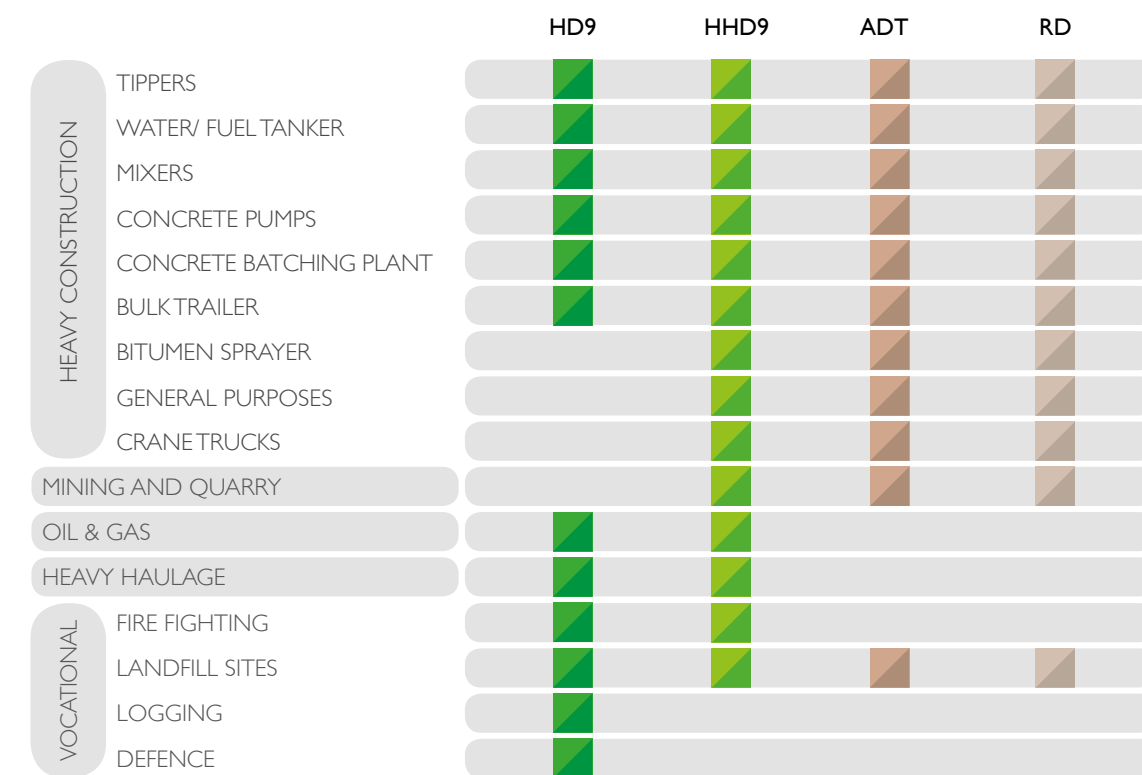 HD9 HHD9 ADT RD
HEAVY CONSTRUCTION
TIPPERS
WATER/ FUEL TANKER
MIXERS
CONCRETE PUMPS
CONCRETE BATCHING PLANT
BULK TRAILER
BITUMEN SPRAYER
GENERAL PURPOSES
CRANE TRUCKS
MINING AND QUARRY
OIL & GAS
HEAVY HAULAGE
VOCATIONAL
FIRE FIGHTING
LANDFILL SITES
LOGGING
DEFENCE